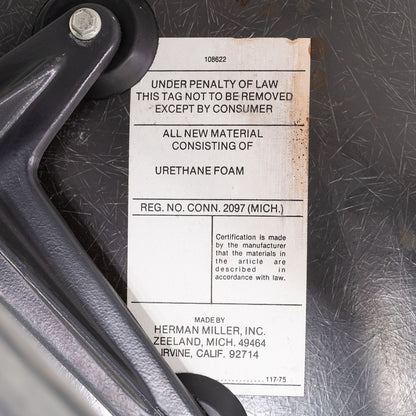 108622
UNDER PENALTY OF LAW
THIS TAG NOT TO BE REMOVED
EXCEPT BY CONSUMER
ALL NEW MATERIAL
CONSISTING OF
URETHANE FOAM
REG. NO. CONN. 2097 (MICH.)
Certification is made
by the manufacturer
that the materials in
the article are
described in
accordance with law.
MADE BY
HERMAN MILLER, INC.
ZEELAND, MICH. 49464
IRVINE, CALIF. 92714
117-75